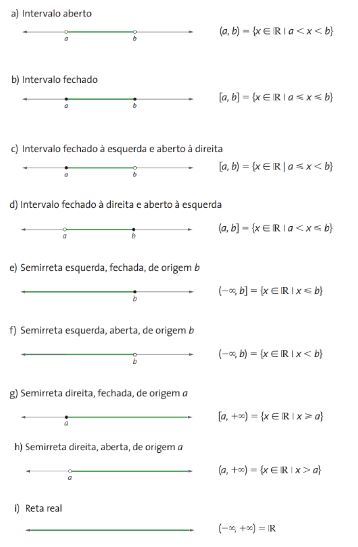 a) Intervalo aberto
(a, b) = {x ∈ ℝ | a < x < b}
a b
b) Intervalo fechado
[a, b] = {x ∈ ℝ | a ⩽ x ⩽ b}
a b
c) Intervalo fechado à esquerda e aberto à direita
[a, b) = {x ∈ ℝ | a ⩽ x < b}
a b
d) Intervalo fechado à direita e aberto à esquerda
(a, b] = {x ∈ ℝ | a < x ⩽ b}
a b
e) Semirreta esquerda, fechada, de origem b
(−∞, b] = {x ∈ ℝ | x ⩽ b}
b
f) Semirreta esquerda, aberta, de origem b
(−∞, b) = {x ∈ ℝ | x < b}
b
g) Semirreta direita, fechada, de origem a
[a, +∞) = {x ∈ ℝ | x ⩾ a}
a
h) Semirreta direita, aberta, de origem a
(a, +∞) = {x ∈ ℝ | x > a}
a
i) Reta real
(−∞, +∞) = ℝ